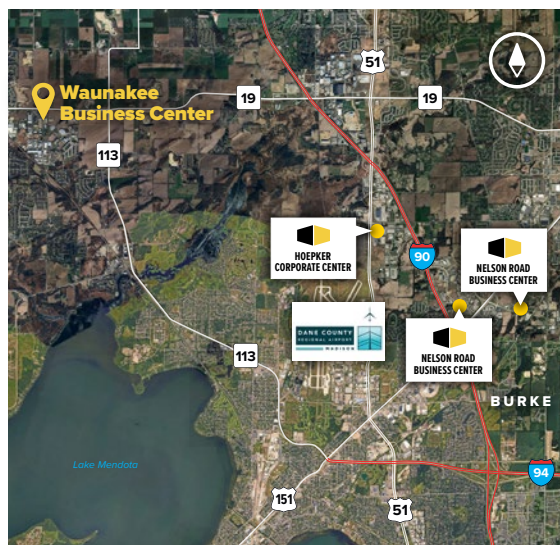 51
Waunakee
Business Center
19
19
113
HOEPKER
CORPORATE CENTER
90
NELSON ROAD
BUSINESS CENTER
DANE COUNTY
REGIONAL AIRPORT
MADISON
NELSON ROAD
BUSINESS CENTER
113
BURKE
Lake Mendota
94
151
51